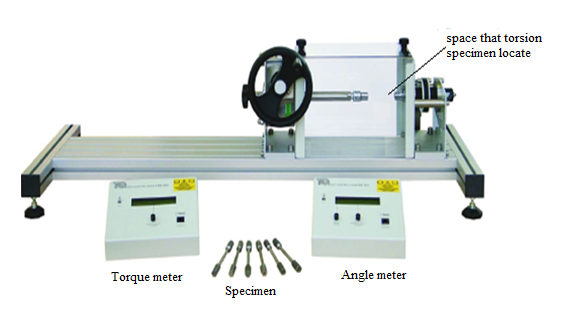 space that torsion
specimen locate
Torque meter
Angle meter
Specimen